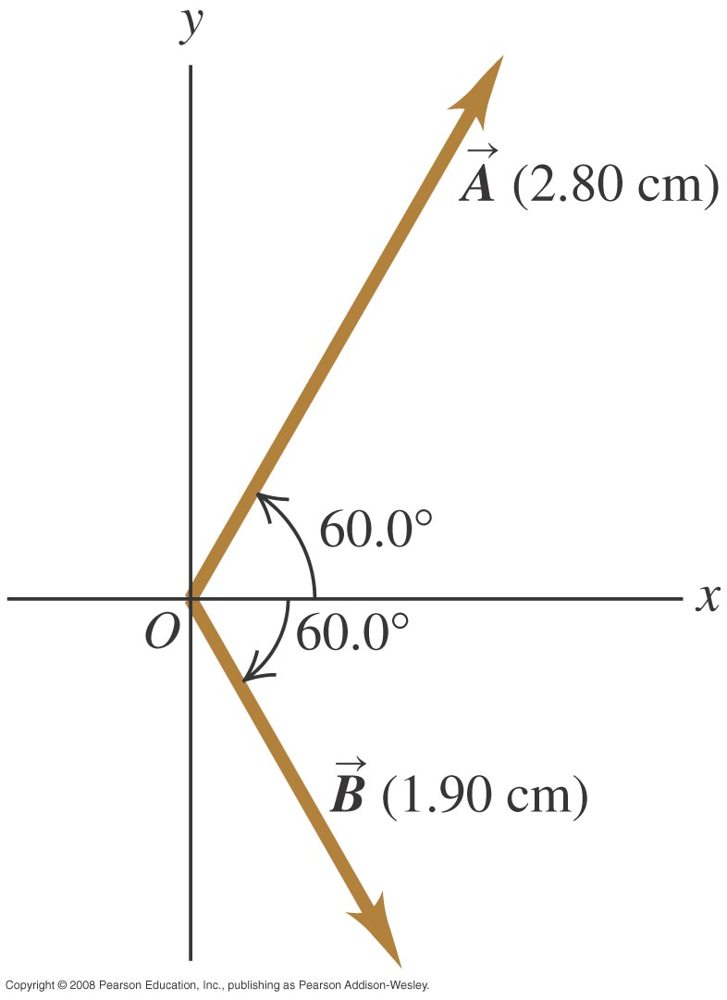 y
A (2.80 cm)
60.0°
x
O
60.0°
B (1.90 cm)
Copyright © 2008 Pearson Education, Inc., publishing as Pearson Addison-Wesley.